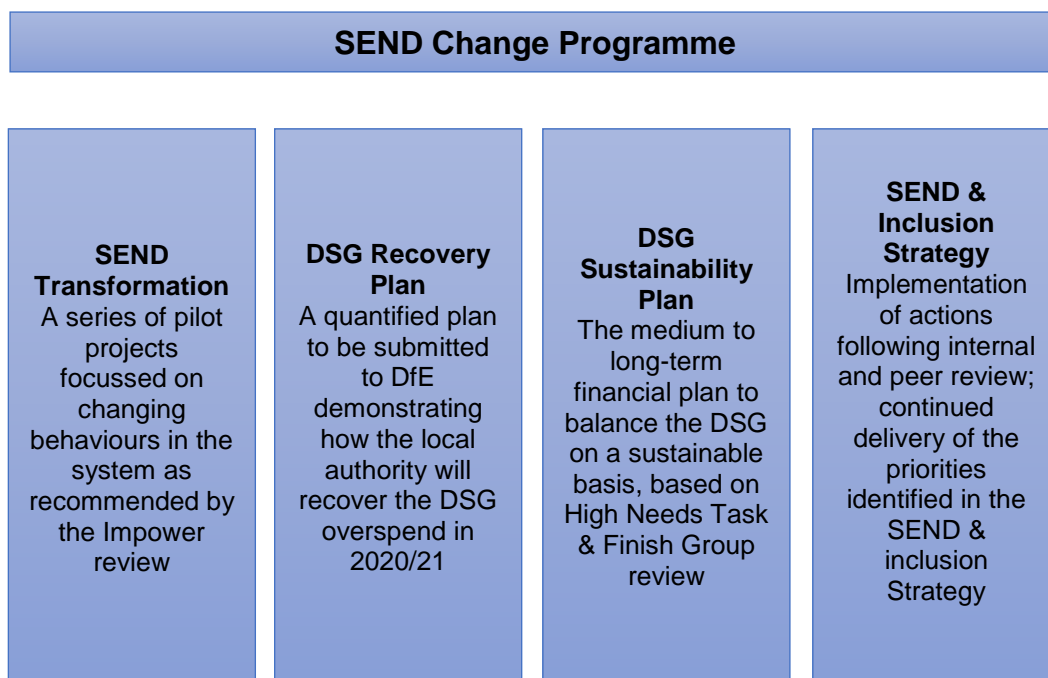 SEND Change Programme
SEND
Transformation
A series of pilot
projects
focussed on
changing
behaviours in the
system as
recommended by
the Impower
review
DSG Recovery
Plan
A quantified plan
to be submitted
to DfE
demonstrating
how the local
authority will
recover the DSG
overspend in
2020/21
DSG
Sustainability
Plan
The medium to
long-term
financial plan to
balance the DSG
on a sustainable
basis, based on
High Needs Task
& Finish Group
review
SEND &
Inclusion
Strategy
Implementation
of actions
following internal
and peer review;
continued
delivery of the
priorities
identified in the
SEND &
inclusion
Strategy